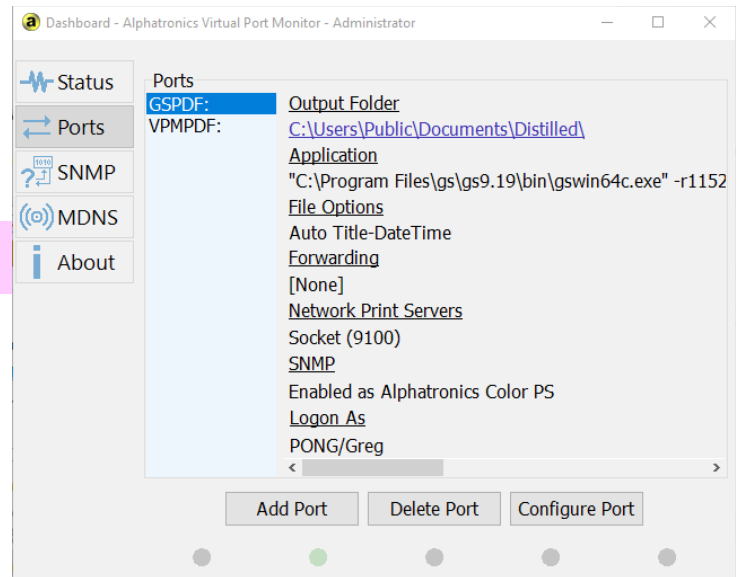 Dashboard - Alphatronics Virtual Port Monitor - Administrator
Status
Ports
SNMP
MDNS
About
Ports
GSPDF:
VPMPDF:
Output Folder
C:\Users\Public\Documents\Distilled\
Application
"C:\Program Files\gs\gs9.19\bin\gswin64c.exe" -r1152
File Options
Auto Title-DateTime
Forwarding
[None]
Network Print Servers
Socket (9100)
SNMP
Enabled as Alphatronics Color PS
Logon As
PONG/Greg
Add Port Delete Port Configure Port